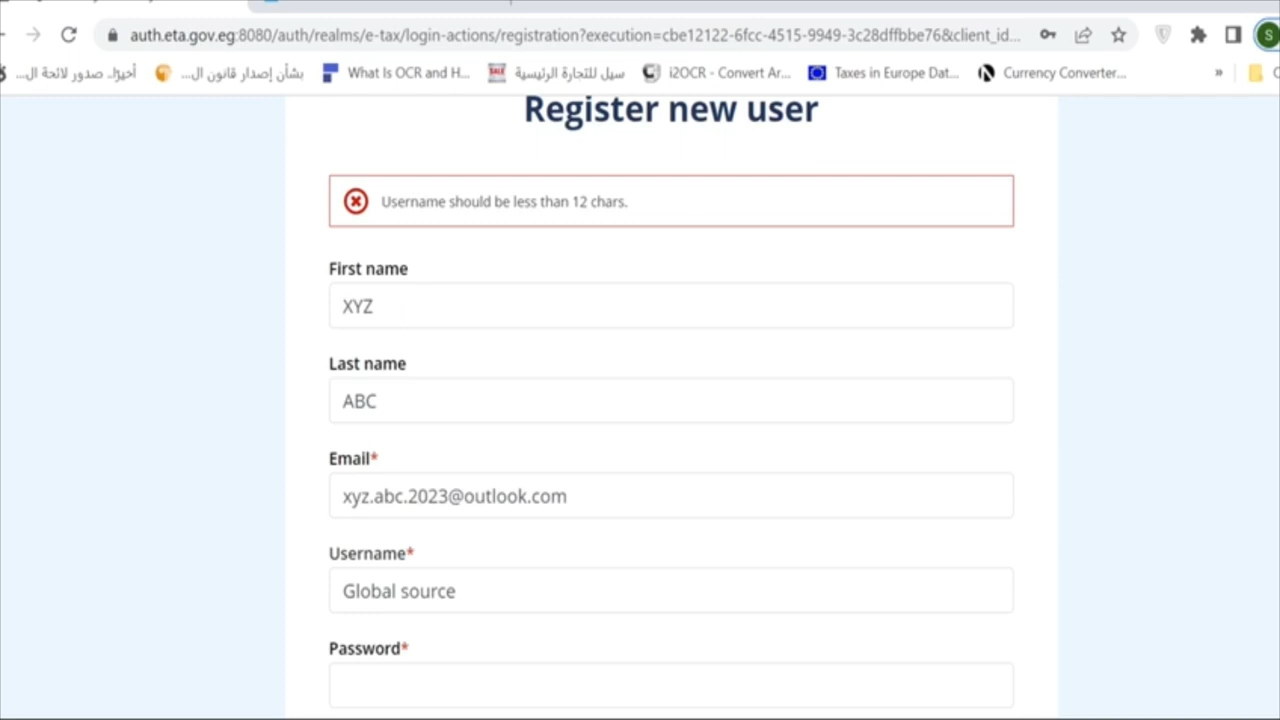 auth.eta.gov.eg:8080/auth/realms/e-tax/login-actions/registration?execution=cbe12122-6fcc-4515-9949-3c28dffbbe76&client_id...
S
أخيرًا.. صدور لائحة ال...
بشأن إصدار قانون ال...
What Is OCR and H...
SALE
سيل للتجارة الرئيسية
i2OCR - Convert Ar...
Taxes in Europe Dat...
Currency Converter...
»
Register new user
Username should be less than 12 chars.
First name
XYZ
Last name
ABC
Email*
xyz.abc.2023@outlook.com
Username*
Global source
Password*